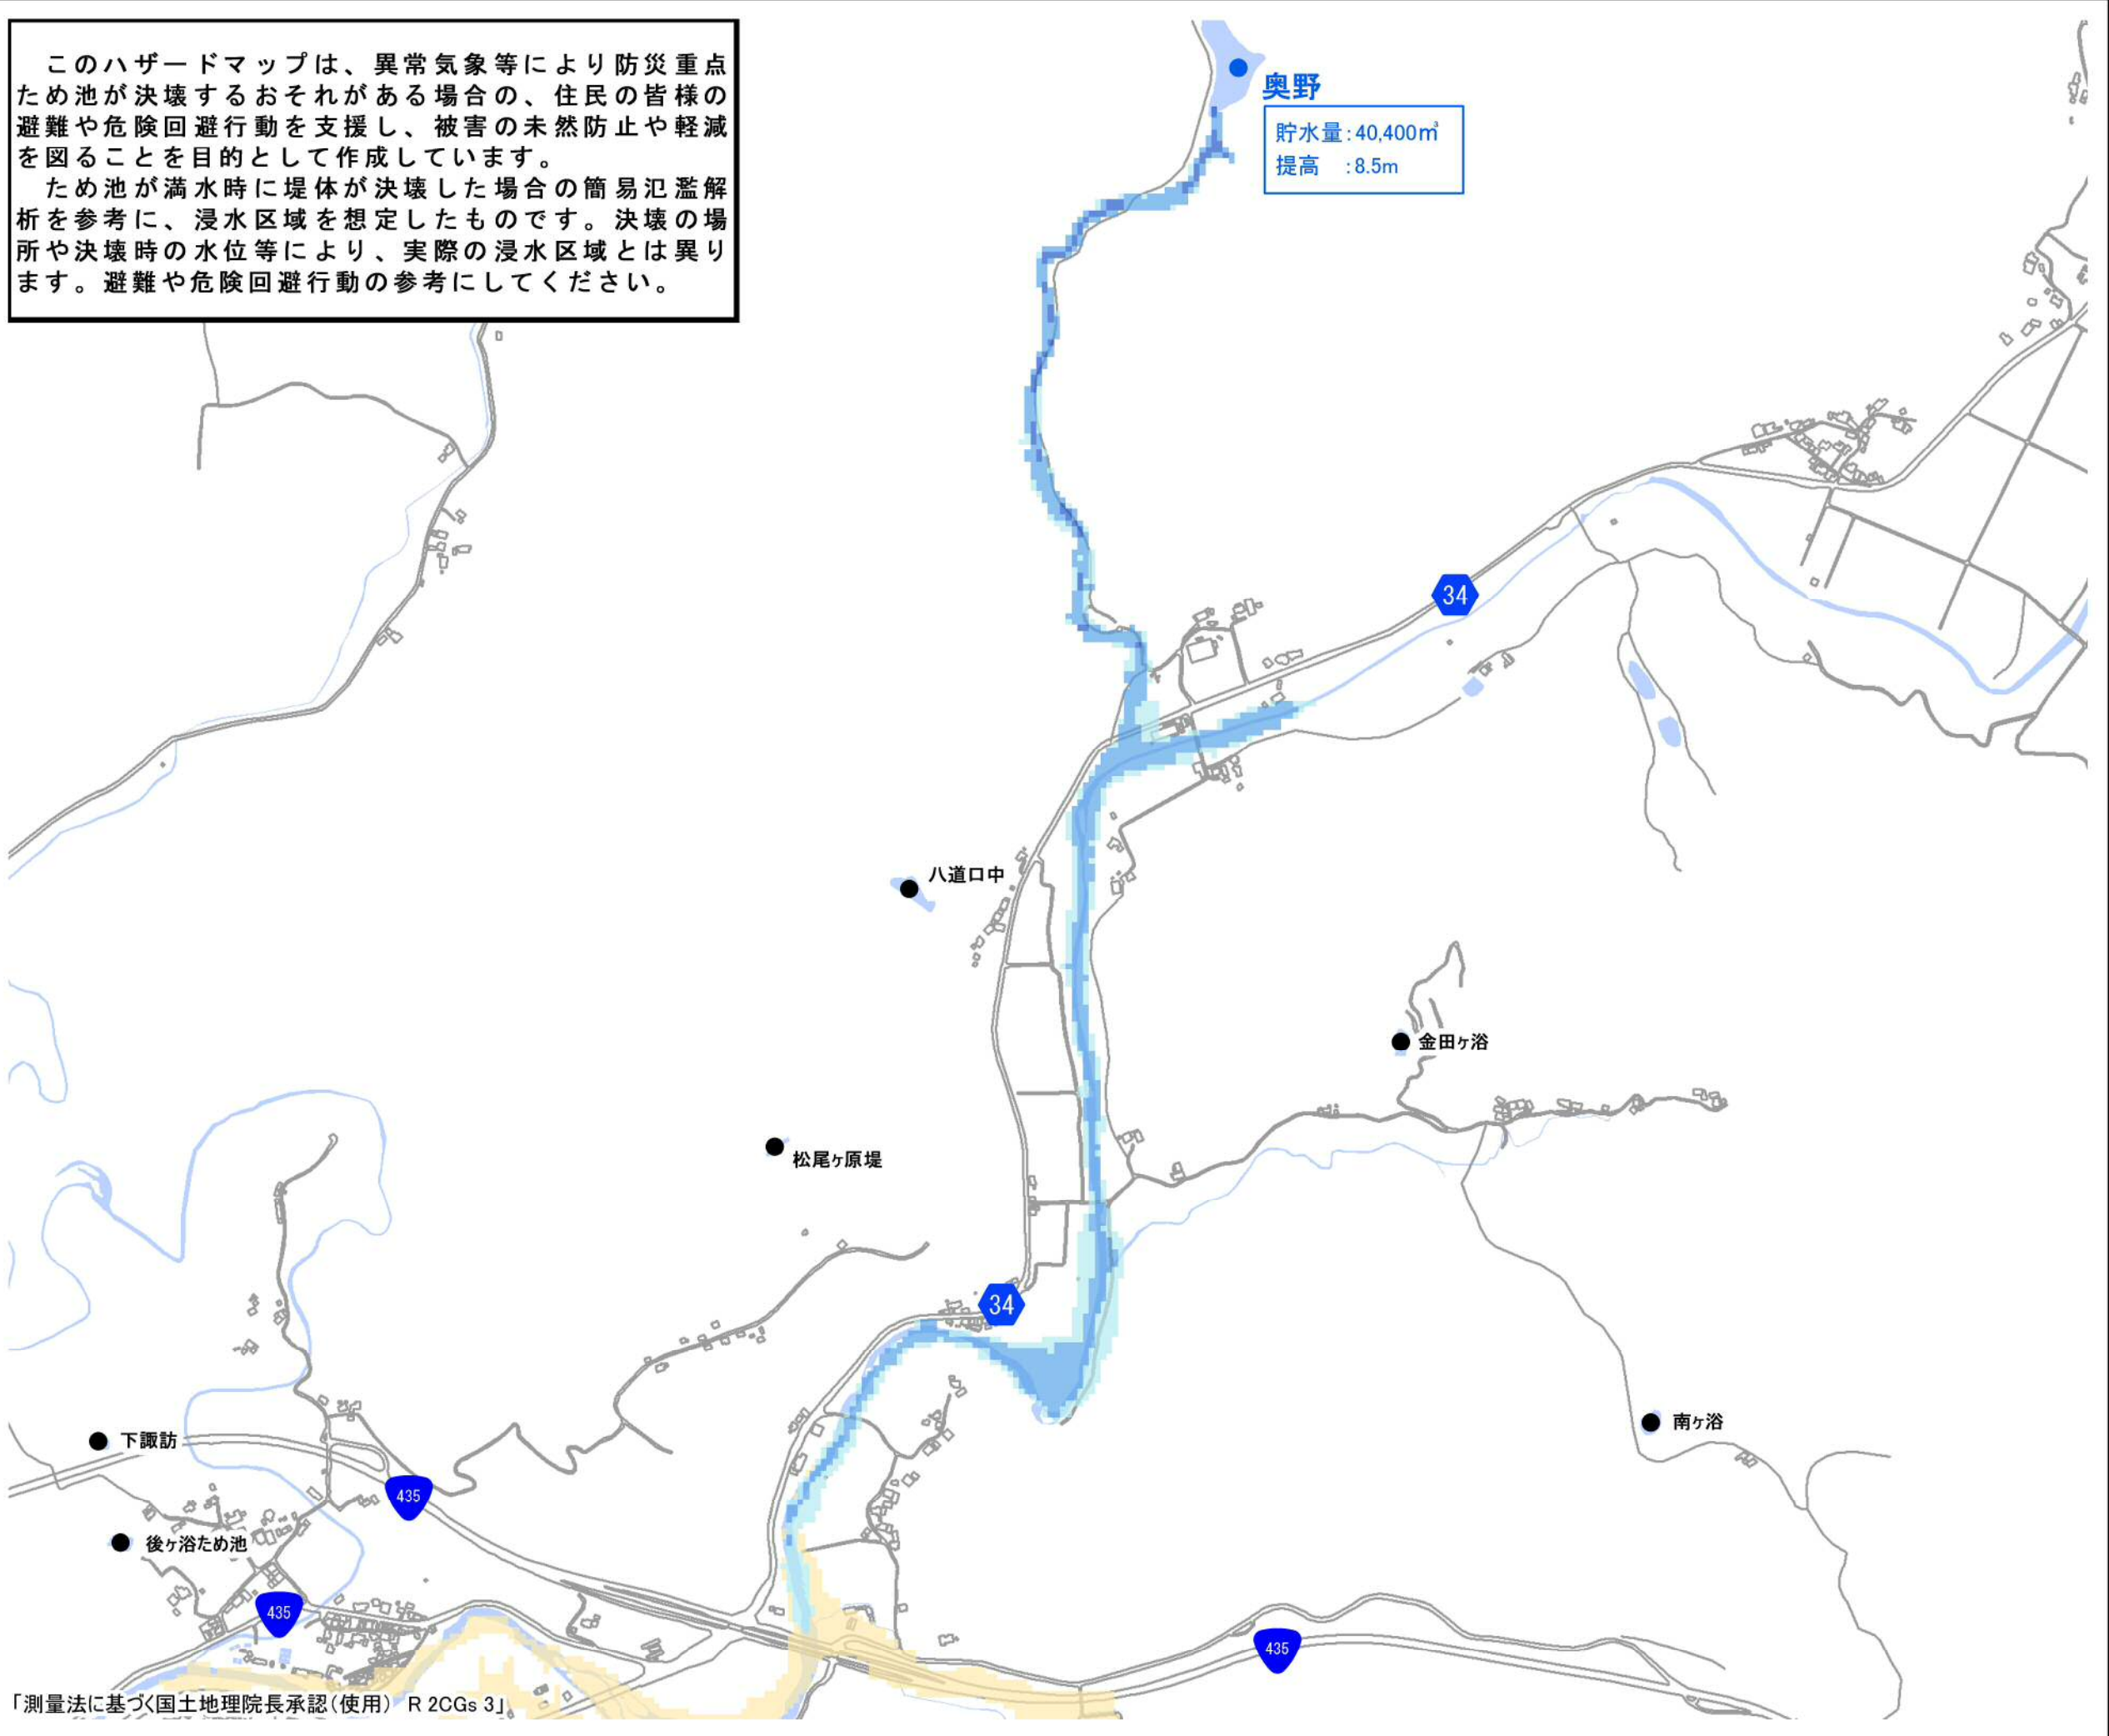 このハザードマップは、異常気象等により防災重点
ため池が決壊するおそれがある場合の、住民の皆様の
避難や危険回避行動を支援し、被害の未然防止や軽減
を図ることを目的として作成しています。
ため池が満水時に堤体が決壊した場合の簡易氾濫解
析を参考に、浸水区域を想定したものです。決壊の場
所や決壊時の水位等により、実際の浸水区域とは異り
ます。避難や危険回避行動の参考にしてください。
奥野
貯水量:40,400㎥
提高 :8.5m
34
八道口中
金田ヶ浴
松尾ヶ原堤
34
南ヶ浴
下諏訪
435
後ヶ浴ため池
435
435
「測量法に基づく国土地理院長承認(使用) R 2CGs 3」